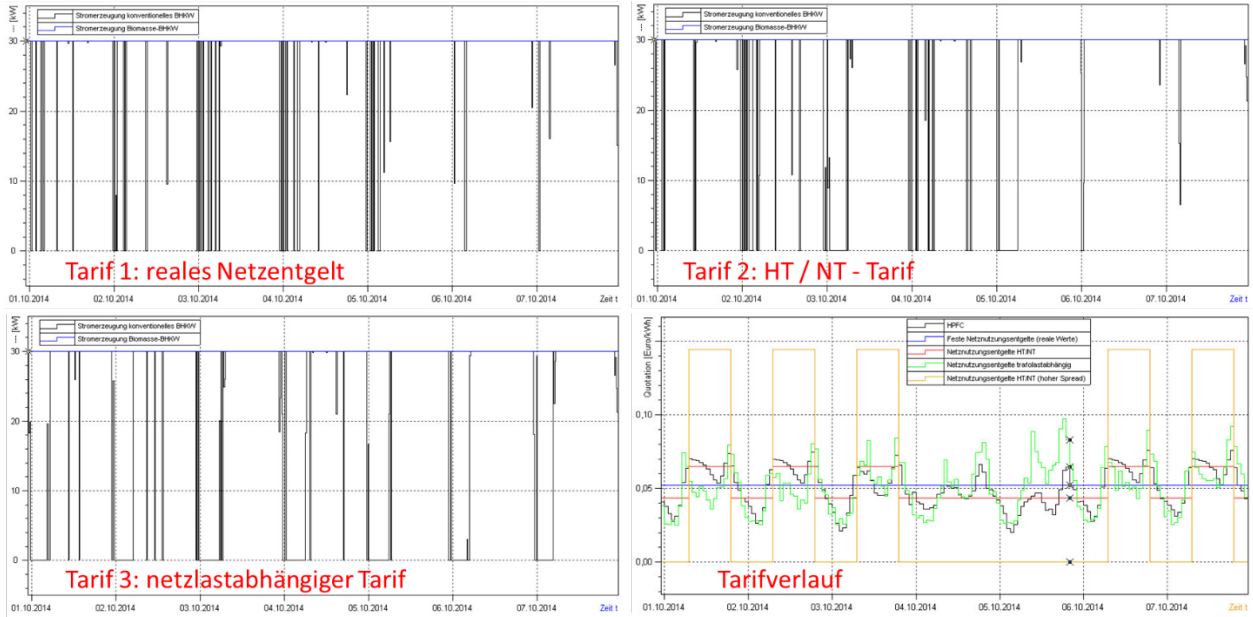 --- [kW]
Stromerzeugung konventionelles BHKW
Stromerzeugung Biomasse-BHKW
30
20
10
0
Tarif 1: reales Netzentgelt
01.10.2014 02.10.2014 03.10.2014 04.10.2014 05.10.2014 06.10.2014 07.10.2014 Zeit t
--- [kW]
Stromerzeugung konventionelles BHKW
Stromerzeugung Biomasse-BHKW
30
20
10
0
Tarif 2: HT / NT - Tarif
01.10.2014 02.10.2014 03.10.2014 04.10.2014 05.10.2014 06.10.2014 07.10.2014 Zeit t
--- [kW]
Stromerzeugung konventionelles BHKW
Stromerzeugung Biomasse-BHKW
30
20
10
0
Tarif 3: netzlastabhängiger Tarif
01.10.2014 02.10.2014 03.10.2014 04.10.2014 05.10.2014 06.10.2014 07.10.2014 Zeit t
Quotation [Euro/kWh]
HPFC
Feste Netznutzungsentgelte (reale Werte)
Netznutzungsentgelte HT/NT
Netznutzungsentgelte trafolastabhängig
Netznutzungsentgelte HT/NT (hoher Spread)
0,10
0,05
0,00
Tarifverlauf
01.10.2014 02.10.2014 03.10.2014 04.10.2014 05.10.2014 06.10.2014 07.10.2014 Zeit t